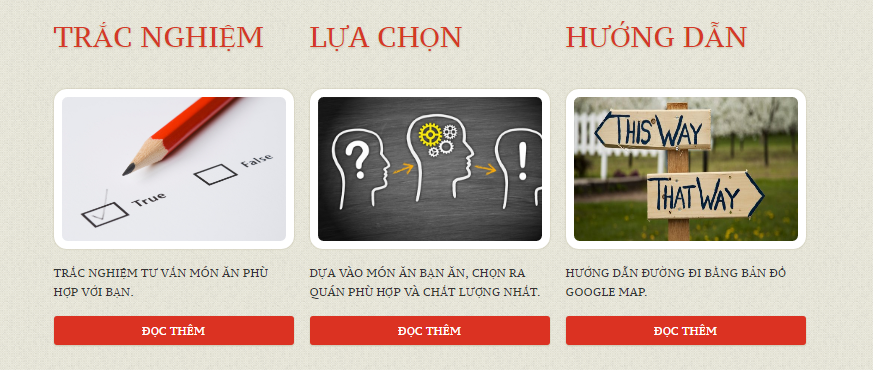 TRẮC NGHIỆM
LỰA CHỌN
HƯỚNG DẪN
True
False
?
!
THIS WAY
THAT WAY
TRẮC NGHIỆM TƯ VẤN MÓN ĂN PHÙ
HỢP VỚI BẠN.
DỰA VÀO MÓN ĂN BẠN ĂN, CHỌN RA
QUÁN PHÙ HỢP VÀ CHẤT LƯỢNG NHẤT.
HƯỚNG DẪN ĐƯỜNG ĐI BẰNG BẢN ĐỒ
GOOGLE MAP.
ĐỌC THÊM
ĐỌC THÊM
ĐỌC THÊM